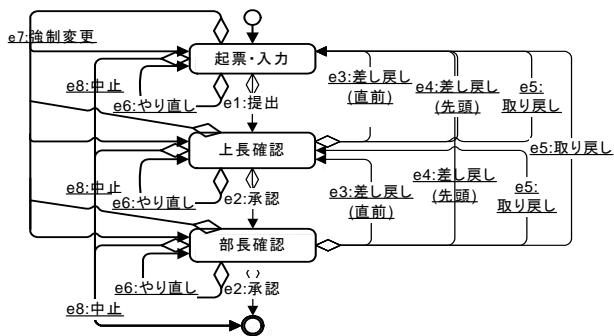 e7:強制変更
起票・入力
e8:中止
e6:やり直し
e1:提出
e3:差し戻し
(直前)
e4:差し戻し
(先頭)
e5:
取り戻し
上長確認
e5:取り戻し
e8:中止
e6:やり直し
e2:承認
e3:差し戻し
(直前)
e4:差し戻し
(先頭)
e5:
取り戻し
部長確認
e6:やり直し
e2:承認
e8:中止